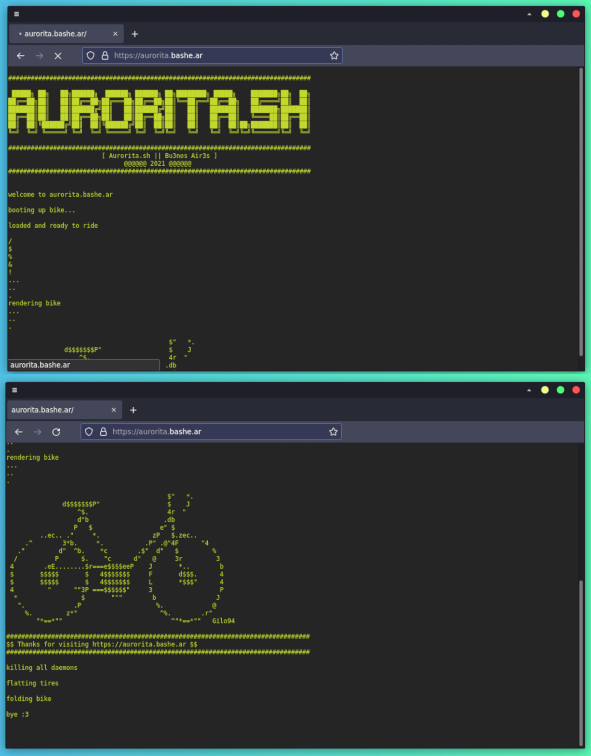 aurorita.bashe.ar/
https://aurorita.bashe.ar
################################################################################
aurorita.sh
################################################################################
[ Aurorita.sh || Bu3nos Air3s ]
@@@@@@ 2021 @@@@@@
################################################################################
welcome to aurorita.bashe.ar
booting up bike...
loaded and ready to ride
/
$
%
&
!
...
..
.
rendering bike
...
..
.
$"   *.
d$$$$$$$P"                  $    J
^$.                     4r  "
.db
aurorita.bashe.ar
aurorita.bashe.ar/
https://aurorita.bashe.ar
..
.
rendering bike
...
..
.
$"   *.
d$$$$$$$P"                  $    J
^$.                     4r  "
d"b                    .db
P   $                  e" $
..ec.. ."     *.              zP   $.zec..
.^        3*b.     *.           .P" .@"4F      "4
."         d"  ^b.    *c        .$"  d"   $         %
/          P      $.    "c      d"   @     3r         3
4        .eE........$r===e$$$$eeP    J       *..        b
$       $$$$$       $   4$$$$$$$     F       d$$$.      4
$       $$$$$       $   4$$$$$$$     L       *$$$"      4
4         "      ""3P ===$$$$$$"     3                  P
*                 $       """        b                J
".             .P                    %.             @
%.         z*"                      ^%.        .r"
"*==*""                             ^"*==*""   Gilo94
################################################################################
$$ Thanks for visiting https://aurorita.bashe.ar $$
################################################################################
killing all daemons
flatting tires
folding bike
bye :3